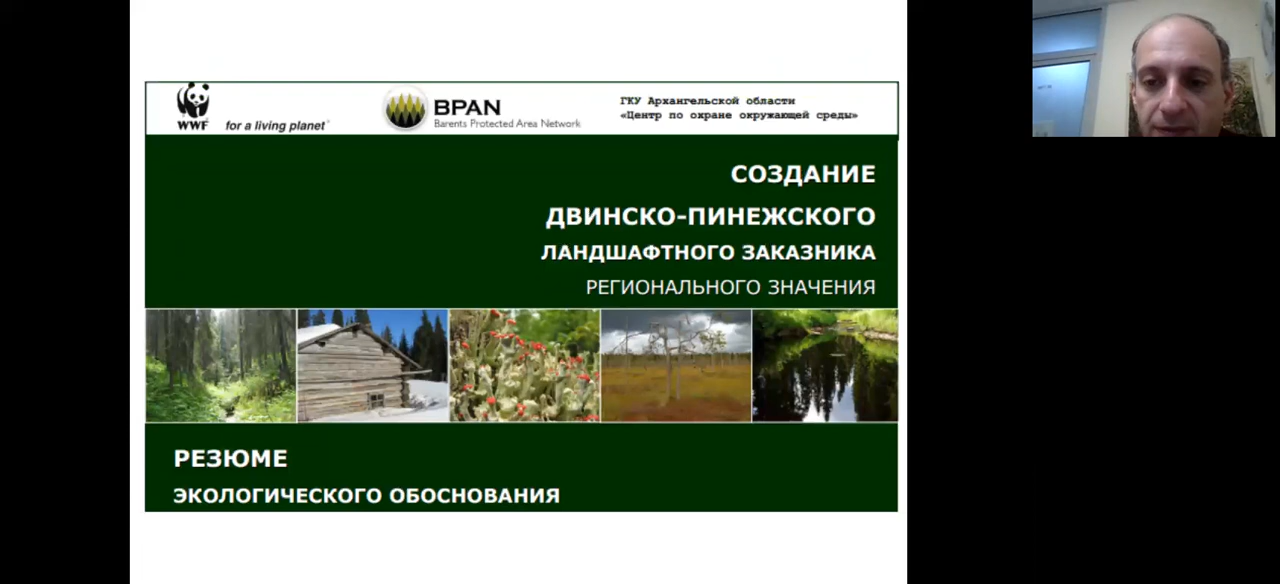 WWF
for a living planet®
BPAN
Barents Protected Area Network
ГКУ Архангельской области
«Центр по охране окружающей среды»
СОЗДАНИЕ
ДВИНСКО-ПИНЕЖСКОГО
ЛАНДШАФТНОГО ЗАКАЗНИКА
РЕГИОНАЛЬНОГО ЗНАЧЕНИЯ
РЕЗЮМЕ
ЭКОЛОГИЧЕСКОГО ОБОСНОВАНИЯ